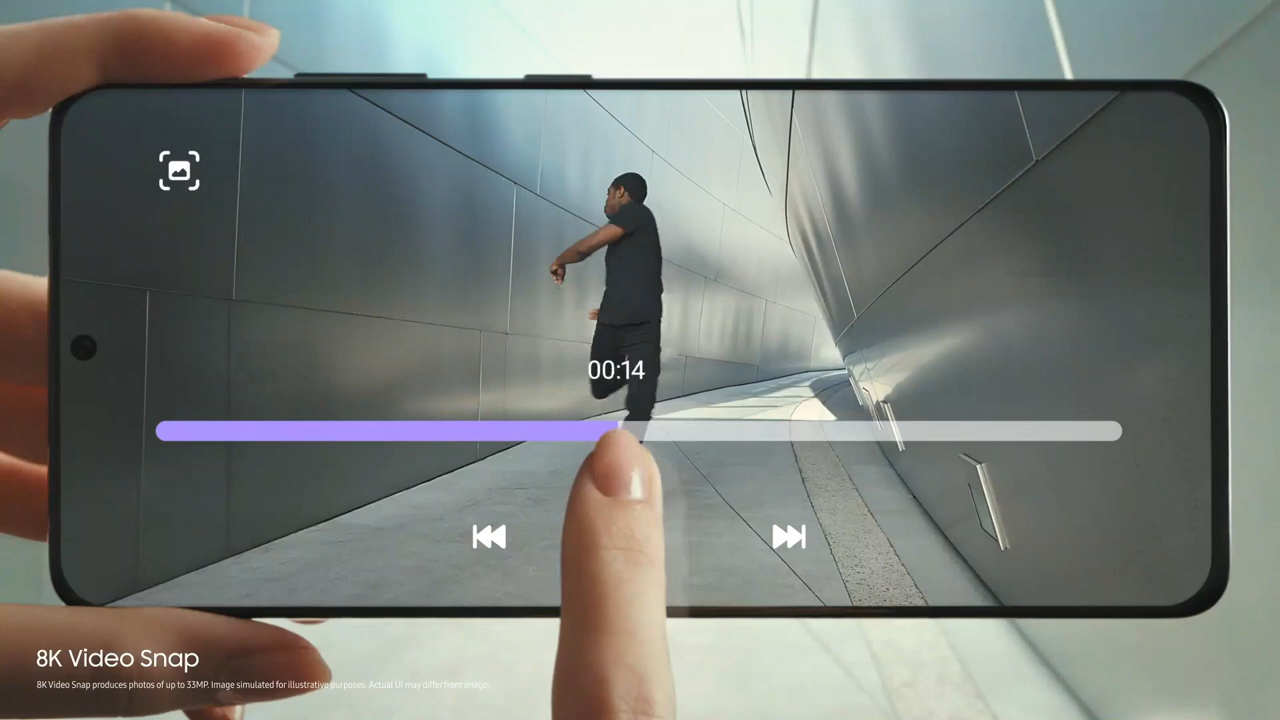 00:14
8K Video Snap
8K Video Snap produces photos of up to 33MP. Image simulated for illustrative purposes. Actual UI may differ from image.